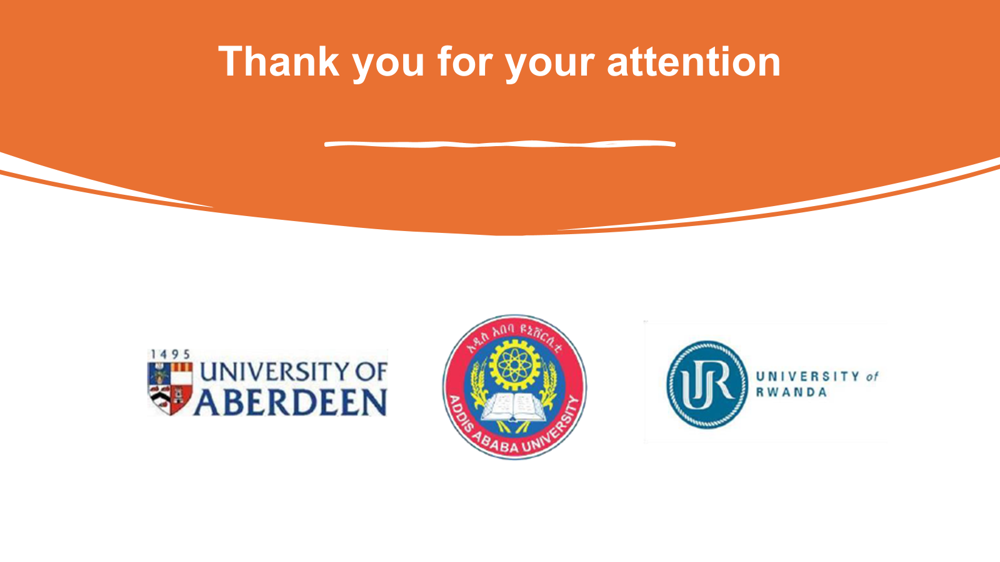 Thank you for your attention
1495
UNIVERSITY OF
ABERDEEN
አዲስ አበባ ዩኒቨርሲቲ
ADDIS ABABA UNIVERSITY
UR
UNIVERSITY of
RWANDA